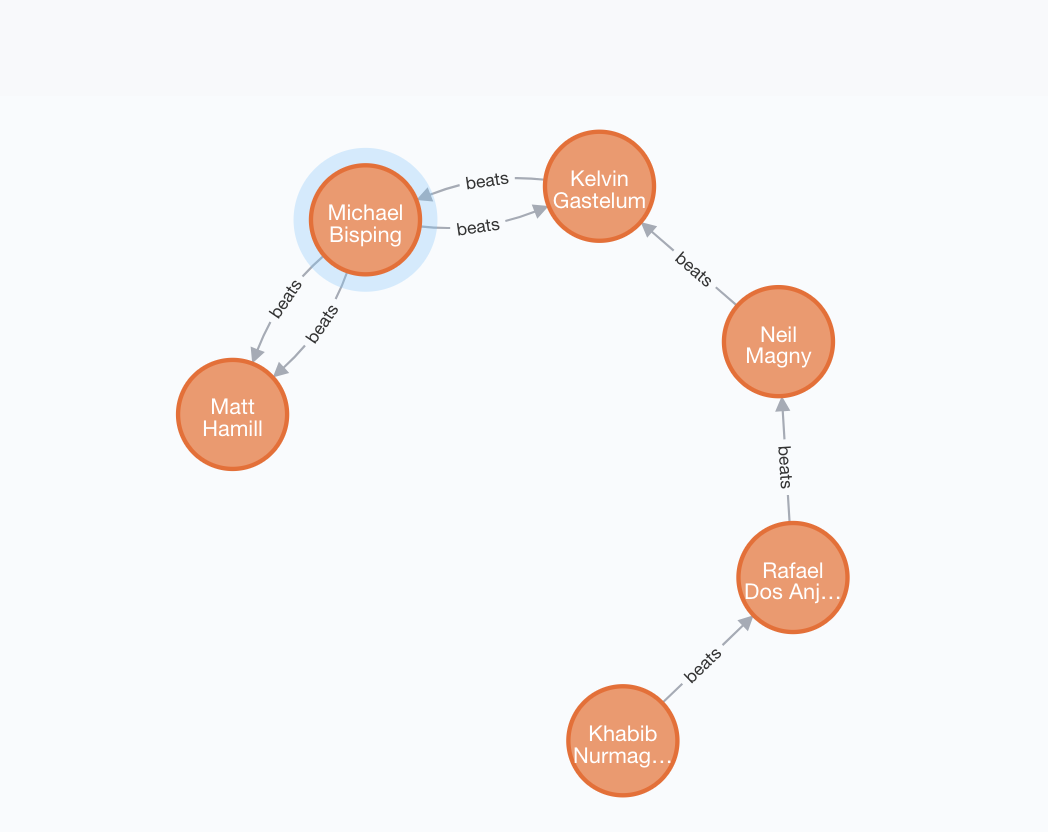 Kelvin
Gastelum
beats
Michael
Bisping
beats
beats
beats
beats
Neil
Magny
Matt
Hamill
beats
Rafael
Dos Anj...
beats
Khabib
Nurmag...